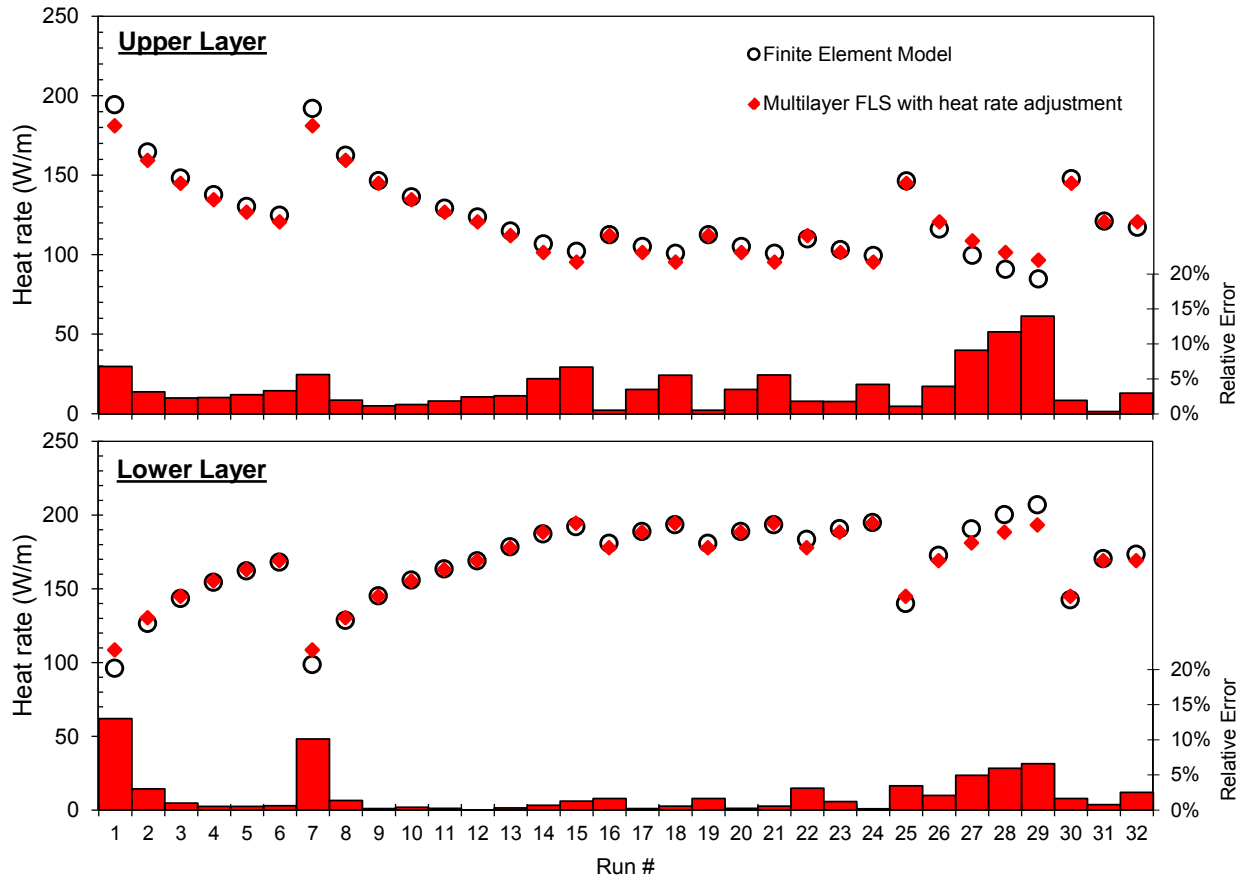 250
200
150
100
50
0
Heat rate (W/m)
Upper Layer
Finite Element Model
Multilayer FLS with heat rate adjustment
20%
15%
10%
5%
0%
Relative Error
250
200
150
100
50
0
Heat rate (W/m)
Lower Layer
20%
15%
10%
5%
0%
Relative Error
1 2 3 4 5 6 7 8 9 10 11 12 13 14 15 16 17 18 19 20 21 22 23 24 25 26 27 28 29 30 31 32
Run #